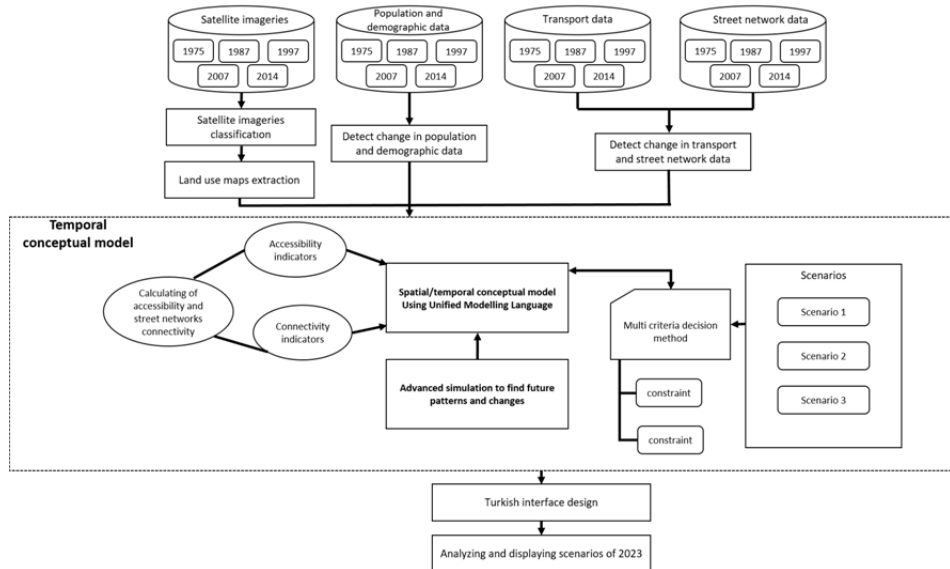 Satellite imageries
1975
1987
1997
2007
2014
Population and
demographic data
1975
1987
1997
2007
2014
Transport data
1975
1987
1997
2007
2014
Street network data
1975
1987
1997
2007
2014
Satellite imageries
classification
Land use maps extraction
Detect change in population
and demographic data
Detect change in transport
and street network data
Temporal
conceptual model
Calculating of
accessibility and
street networks
connectivity
Accessibility
indicators
Connectivity
indicators
Spatial/temporal conceptual model
Using Unified Modelling Language
Advanced simulation to find future
patterns and changes
Multi criteria decision
method
constraint
constraint
Scenarios
Scenario 1
Scenario 2
Scenario 3
Turkish interface design
Analyzing and displaying scenarios of 2023